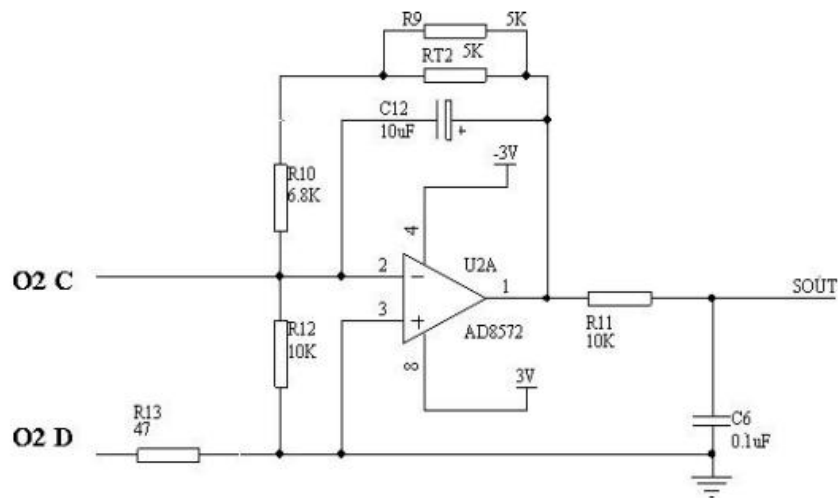 R9
5K
5K
RT2
C12
10uF
+
-3V
R10
6.8K
4
O2 C
2
−
U2A
1
SOUT
3
+
R12
10K
AD8572
R11
10K
8
3V
R13
47
O2 D
C6
0.1uF